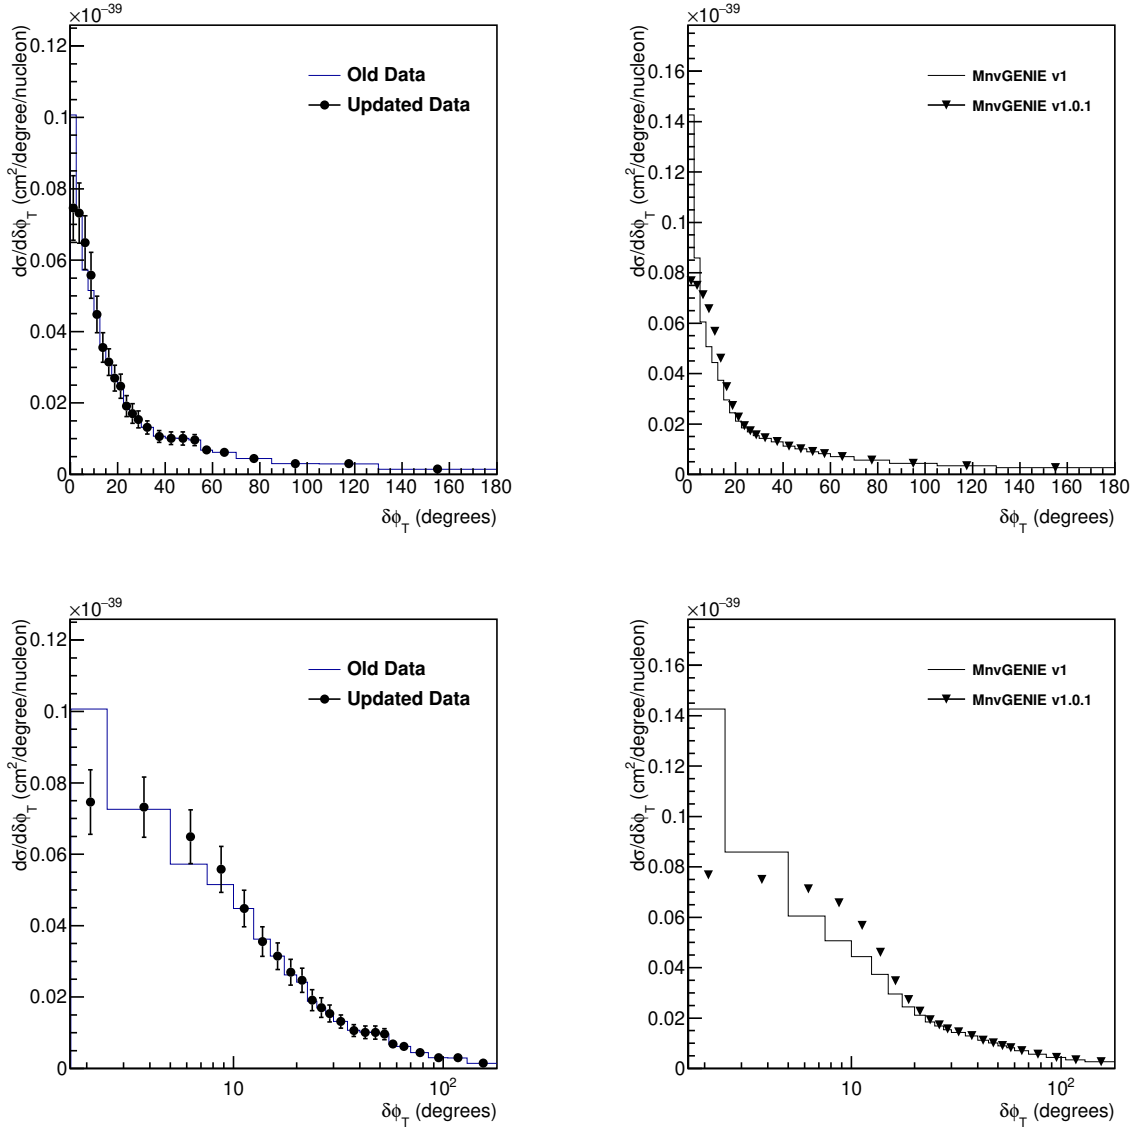 ×10⁻³⁹
dσ/dδϕ_T (cm²/degree/nucleon)
0.12
0.1
0.08
0.06
0.04
0.02
0
Old Data
Updated Data
0 20 40 60 80 100 120 140 160 180
δϕ_T (degrees)
×10⁻³⁹
dσ/dδϕ_T (cm²/degree/nucleon)
0.16
0.14
0.12
0.1
0.08
0.06
0.04
0.02
0
MnvGENIE v1
MnvGENIE v1.0.1
0 20 40 60 80 100 120 140 160 180
δϕ_T (degrees)
×10⁻³⁹
dσ/dδϕ_T (cm²/degree/nucleon)
0.12
0.1
0.08
0.06
0.04
0.02
0
Old Data
Updated Data
10 10²
δϕ_T (degrees)
×10⁻³⁹
dσ/dδϕ_T (cm²/degree/nucleon)
0.16
0.14
0.12
0.1
0.08
0.06
0.04
0.02
0
MnvGENIE v1
MnvGENIE v1.0.1
10 10²
δϕ_T (degrees)